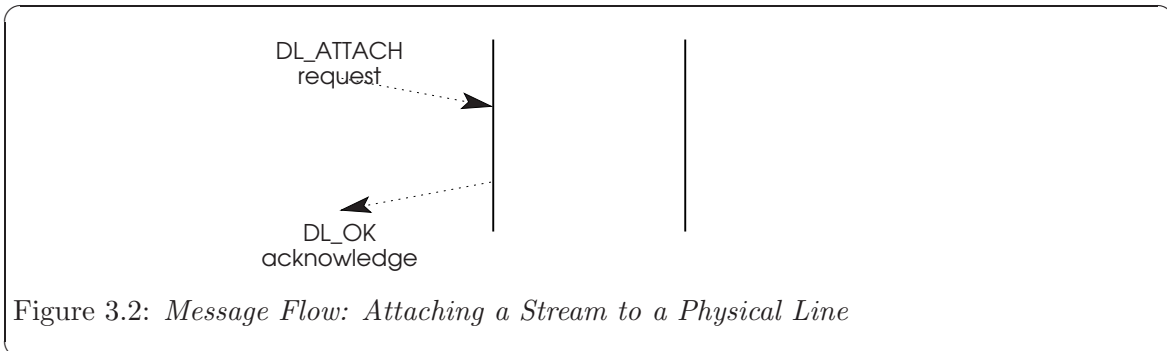 DL_ATTACH
request
DL_OK
acknowledge
Figure 3.2: Message Flow: Attaching a Stream to a Physical Line